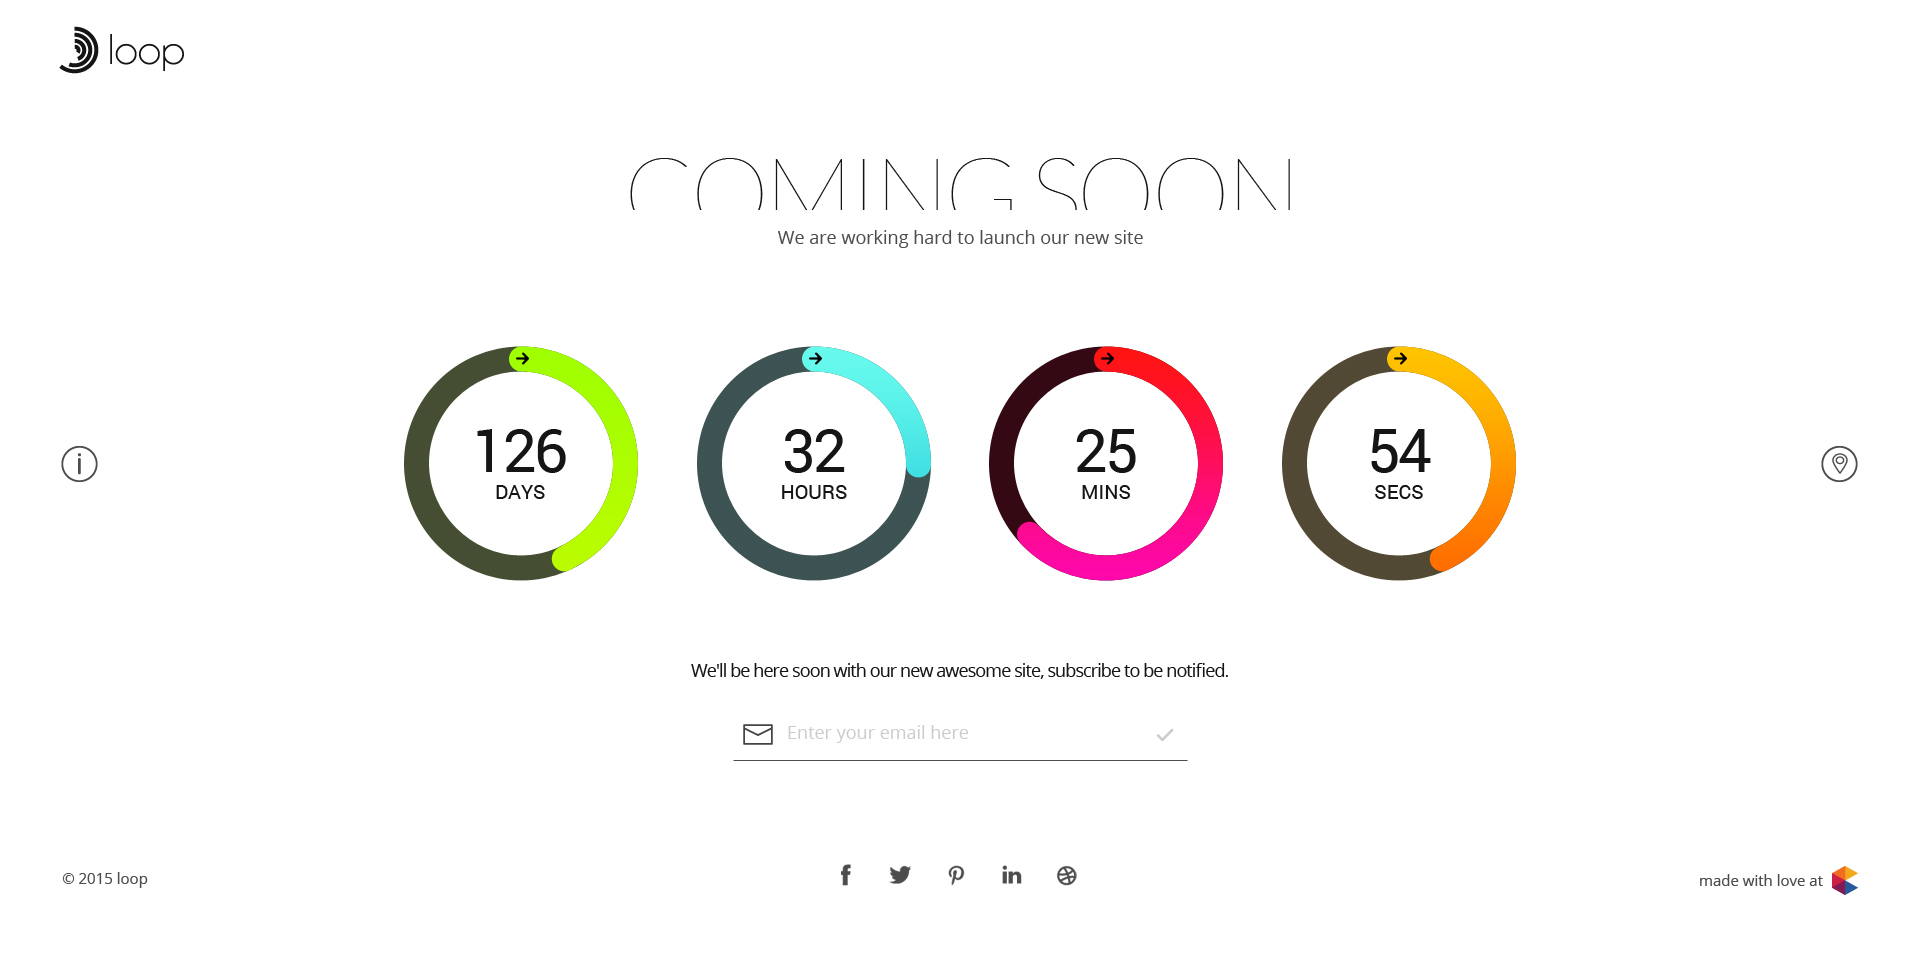 loop
COMING SOON
We are working hard to launch our new site
126
DAYS
32
HOURS
25
MINS
54
SECS
We'll be here soon with our new awesome site, subscribe to be notified.
Enter your email here
© 2015 loop
made with love at